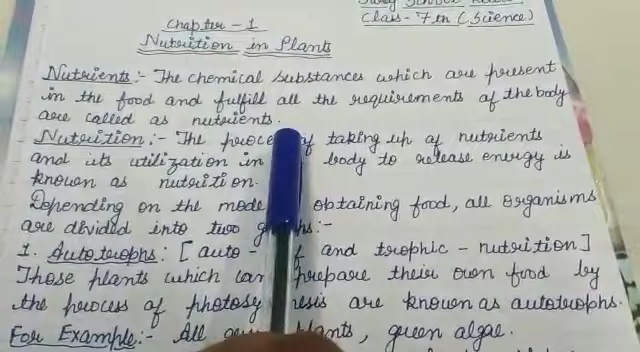 Class- 7th (Science)
Chapter - 1
Nutrition in Plants
Nutrients:- The chemical substances which are present
in the food and fulfill all the requirements of the body
are called as nutrients.
Nutrition:- The of taking up of nutrients
and its utilization in body to release energy is
known as nutrition.
Depending on the mode obtaining food, all organisms
are divided into two :-
1. Autotrophs: [auto - and trophic - nutrition]
Those plants which can prepare their own food by
the process of are known as autotrophs.
For Example:- All plants, green algae.